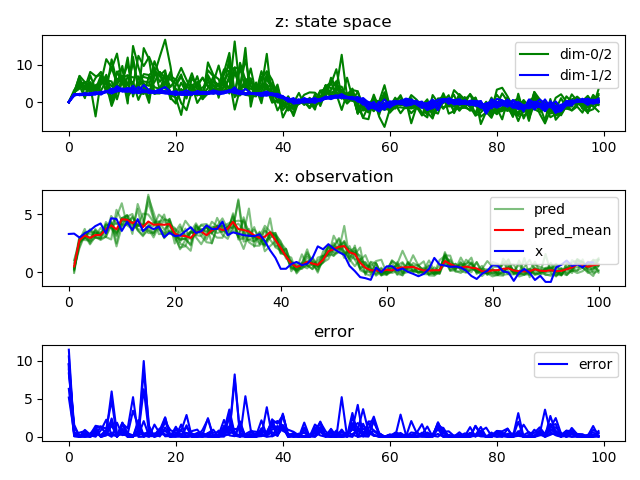 z: state space
10
0
dim-0/2
dim-1/2
0 20 40 60 80 100
x: observation
5
0
pred
pred_mean
x
0 20 40 60 80 100
error
10
5
0
error
0 20 40 60 80 100